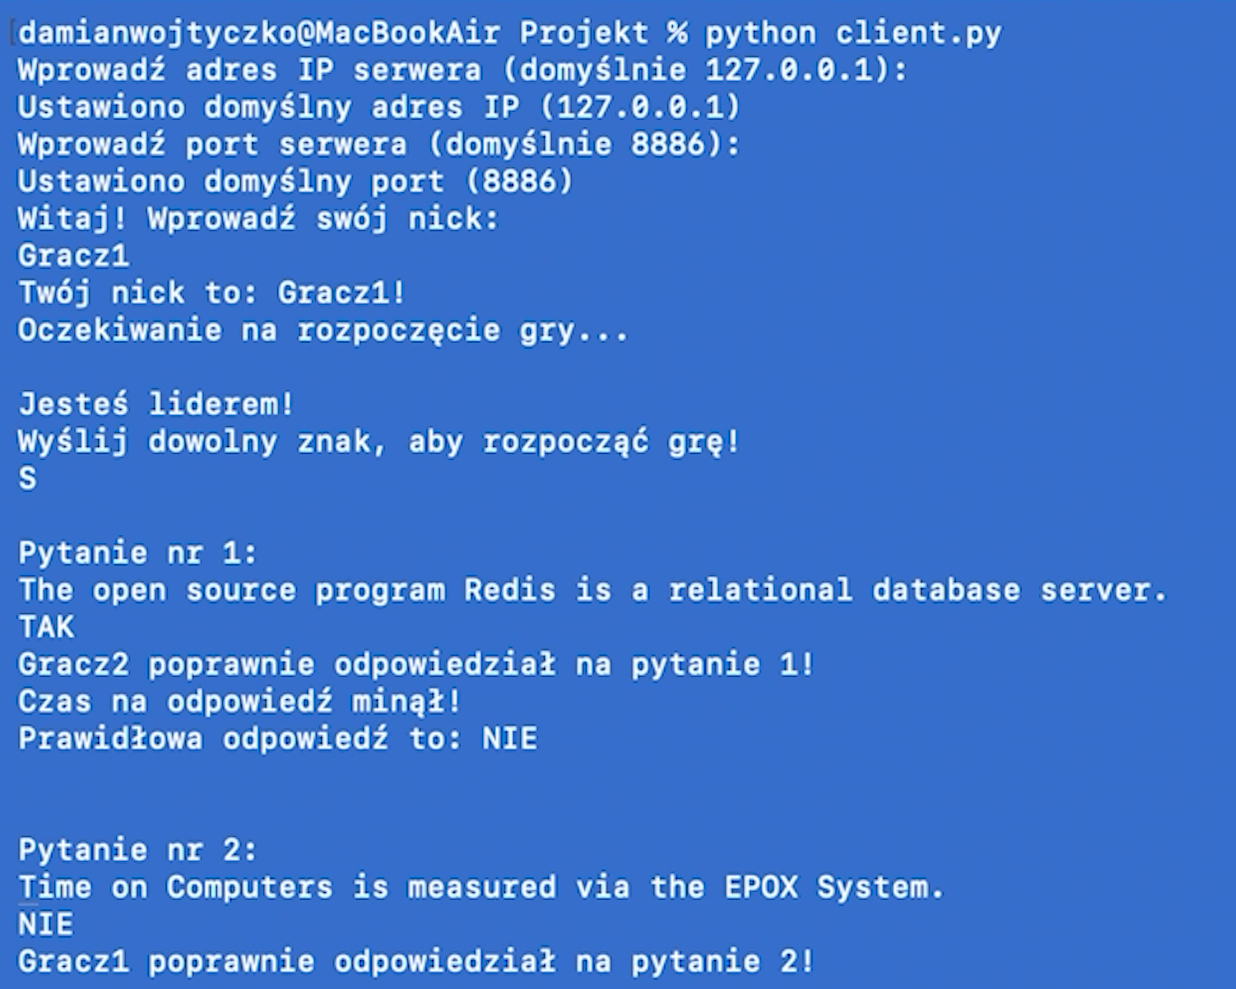 damianwojtyczko@MacBookAir Projekt % python client.py
Wprowadź adres IP serwera (domyślnie 127.0.0.1):
Ustawiono domyślny adres IP (127.0.0.1)
Wprowadź port serwera (domyślnie 8886):
Ustawiono domyślny port (8886)
Witaj! Wprowadź swój nick:
Gracz1
Twój nick to: Gracz1!
Oczekiwanie na rozpoczęcie gry...
Jesteś liderem!
Wyślij dowolny znak, aby rozpocząć grę!
S
Pytanie nr 1:
The open source program Redis is a relational database server.
TAK
Gracz2 poprawnie odpowiedział na pytanie 1!
Czas na odpowiedź minął!
Prawidłowa odpowiedź to: NIE
Pytanie nr 2:
Time on Computers is measured via the EPOX System.
NIE
Gracz1 poprawnie odpowiedział na pytanie 2!